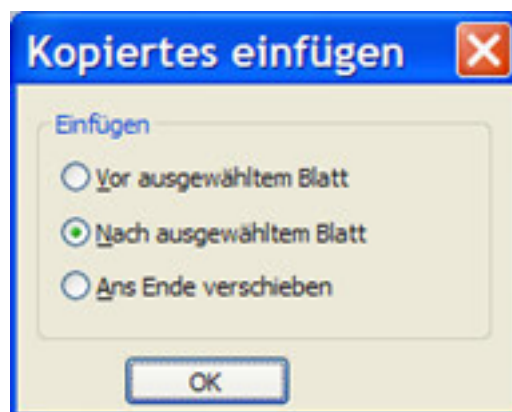 Kopiertes einfügen
Einfügen
Vor ausgewähltem Blatt
Nach ausgewähltem Blatt
Ans Ende verschieben
OK